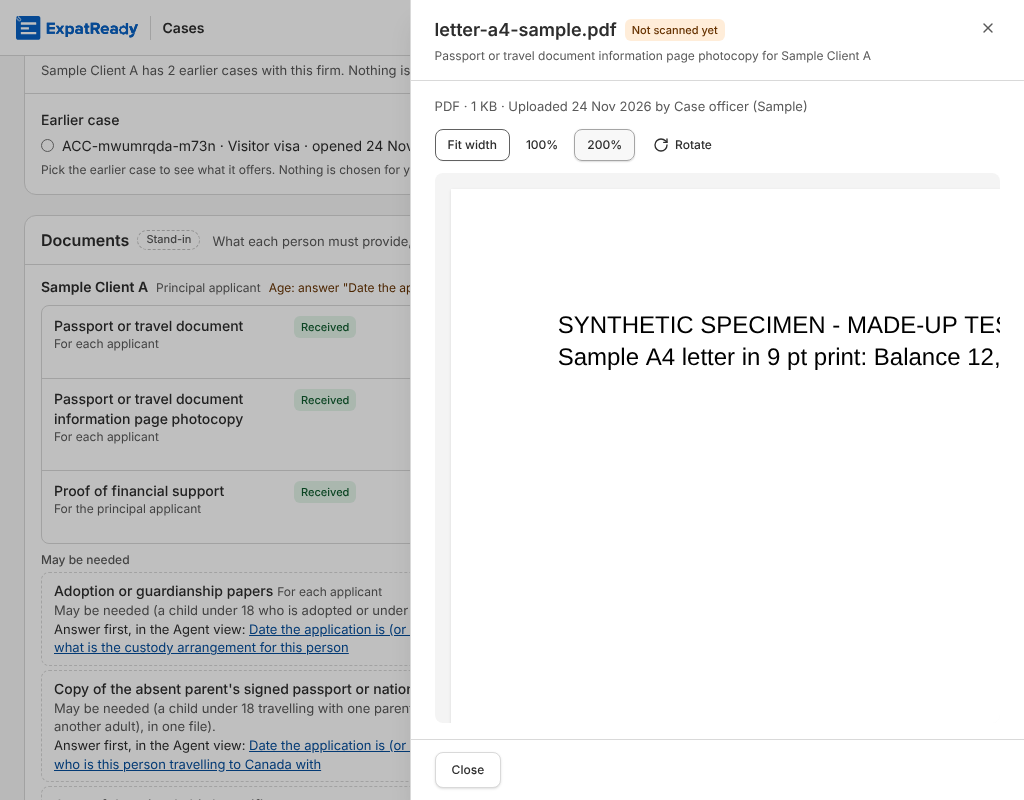 ExpatReady
Cases
Sample Client A has 2 earlier cases with this firm. Nothing is
Earlier case
ACC-mwumrqda-m73n · Visitor visa · opened 24 Nov
Pick the earlier case to see what it offers. Nothing is chosen for
Documents
Stand-in
What each person must provide,
Sample Client A Principal applicant Age: answer "Date the ap
Passport or travel document
Received
For each applicant
Passport or travel document
information page photocopy
Received
For each applicant
Proof of financial support
Received
For the principal applicant
May be needed
Adoption or guardianship papers For each applicant
May be needed (a child under 18 who is adopted or under
Answer first, in the Agent view: Date the application is (or
what is the custody arrangement for this person
Copy of the absent parent's signed passport or nation
May be needed (a child under 18 travelling with one paren
another adult), in one file).
Answer first, in the Agent view: Date the application is (or
who is this person travelling to Canada with
letter-a4-sample.pdf
Not scanned yet
Passport or travel document information page photocopy for Sample Client A
PDF · 1 KB · Uploaded 24 Nov 2026 by Case officer (Sample)
Fit width
100%
200%
Rotate
SYNTHETIC SPECIMEN - MADE-UP TES
Sample A4 letter in 9 pt print: Balance 12,
Close